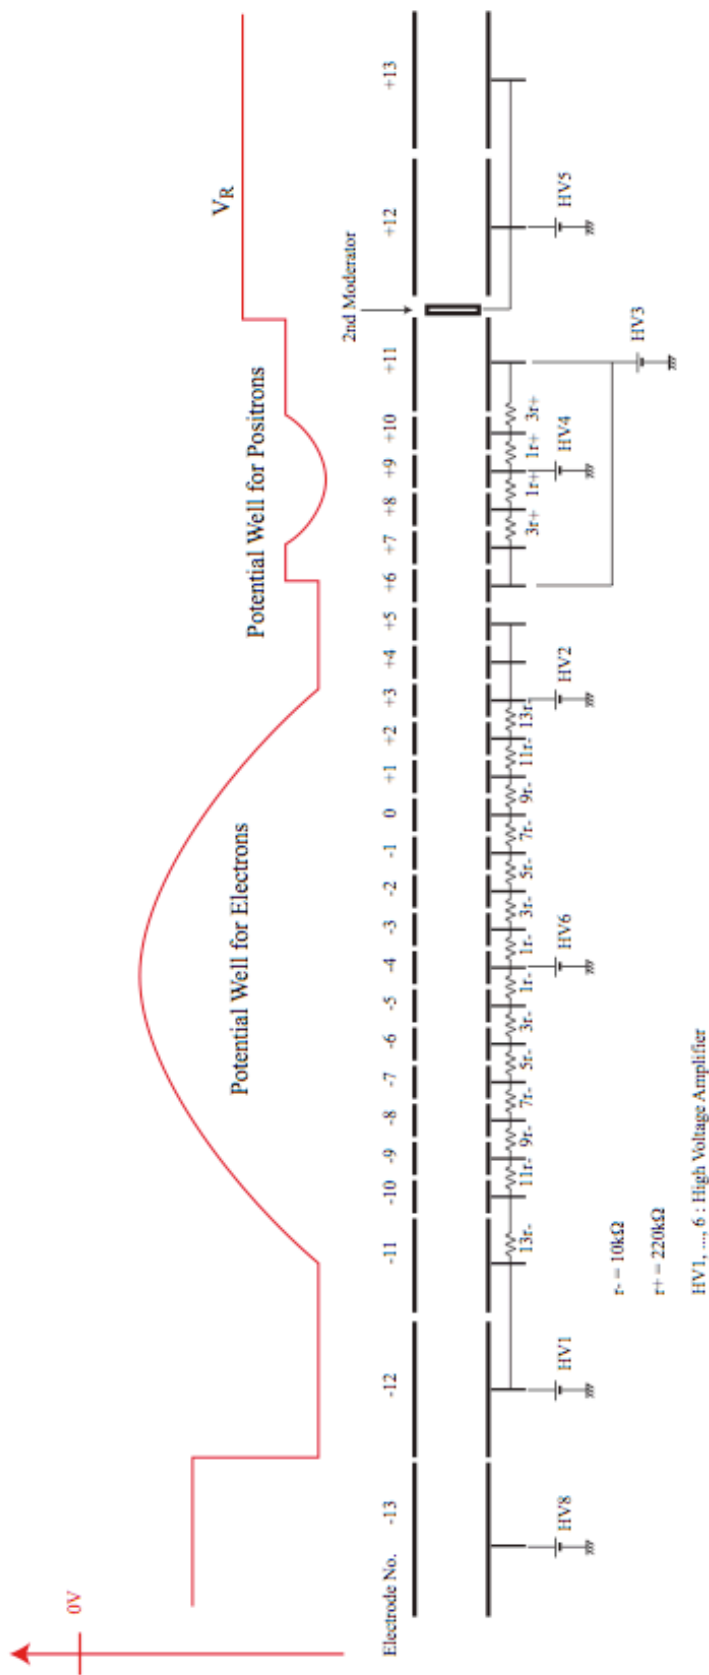 0V
Potential Well for Electrons
Potential Well for Positrons
V_R
2nd Moderator
Electrode No. -13 -12 -11 -10 -9 -8 -7 -6 -5 -4 -3 -2 -1 0 +1 +2 +3 +4 +5 +6 +7 +8 +9 +10 +11 +12 +13
13r- 11r- 9r- 7r- 5r- 3r- 1r- 1r- 3r- 5r- 7r- 9r- 11r- 13r- 3r+ 1r+ 1r+ 3r+
HV8 HV1 HV6 HV2 HV4 HV5
HV3
r- = 10kΩ
r+ = 220kΩ
HV1, ..., 6 : High Voltage Amplifier